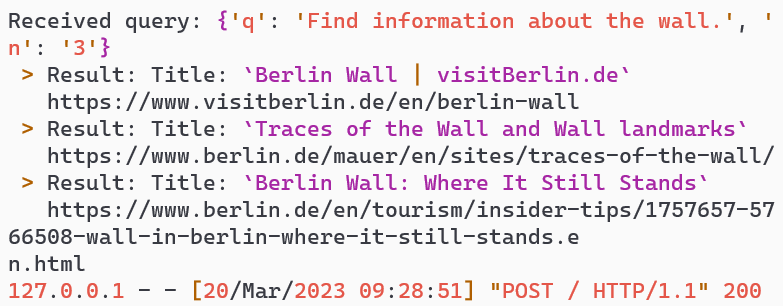 Received query: {'q': 'Find information about the wall.', '
n': '3'}
 > Result: Title: `Berlin Wall | visitBerlin.de`
   https://www.visitberlin.de/en/berlin-wall
 > Result: Title: `Traces of the Wall and Wall landmarks`
   https://www.berlin.de/mauer/en/sites/traces-of-the-wall/
 > Result: Title: `Berlin Wall: Where It Still Stands`
   https://www.berlin.de/en/tourism/insider-tips/1757657-57
66508-wall-in-berlin-where-it-still-stands.e
n.html
127.0.0.1 - - [20/Mar/2023 09:28:51] "POST / HTTP/1.1" 200